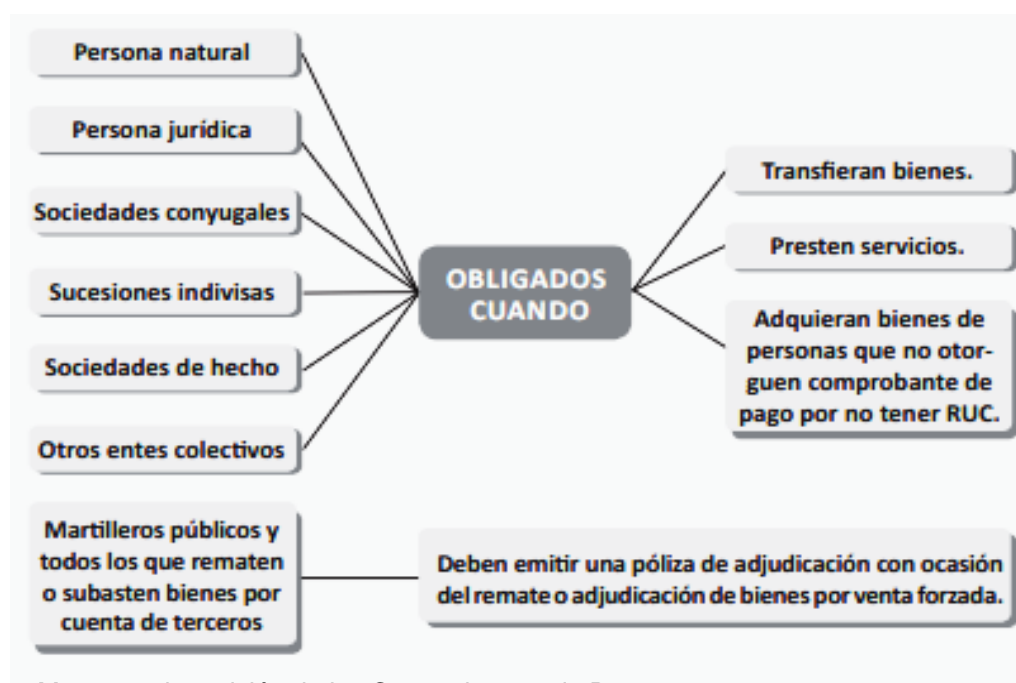 Persona natural
Persona jurídica
Sociedades conyugales
Sucesiones indivisas
Sociedades de hecho
Otros entes colectivos
OBLIGADOS
CUANDO
Transfieran bienes.
Presten servicios.
Adquieran bienes de
personas que no otor-
guen comprobante de
pago por no tener RUC.
Martilleros públicos y
todos los que rematen
o subasten bienes por
cuenta de terceros
Deben emitir una póliza de adjudicación con ocasión
del remate o adjudicación de bienes por venta forzada.